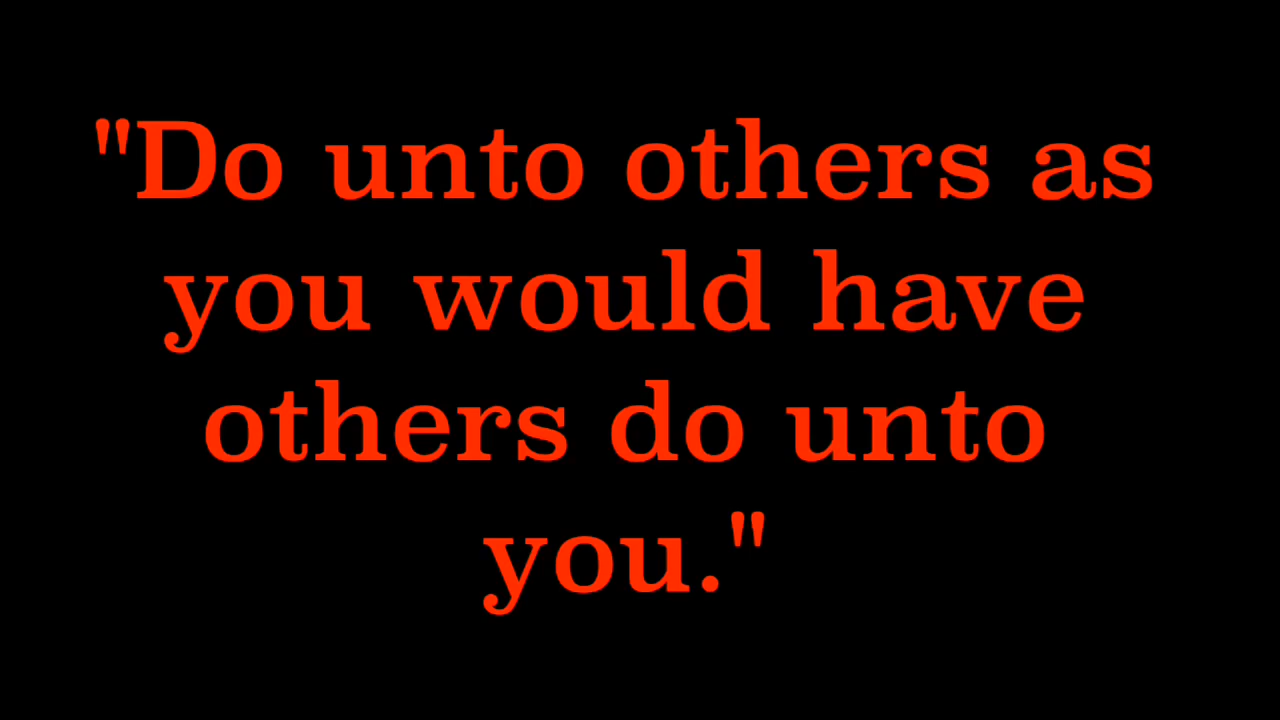 "Do unto others as
you would have
others do unto
you."